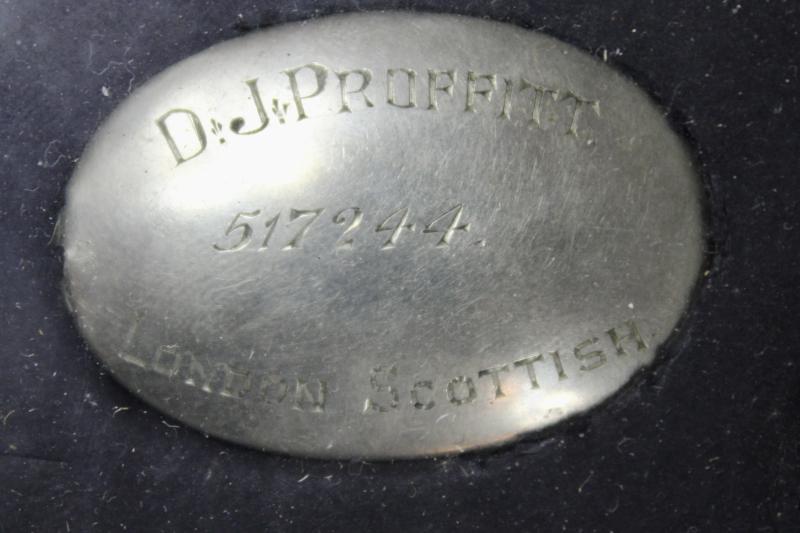 D. J. PROFFITT
517244.
LONDON SCOTTISH